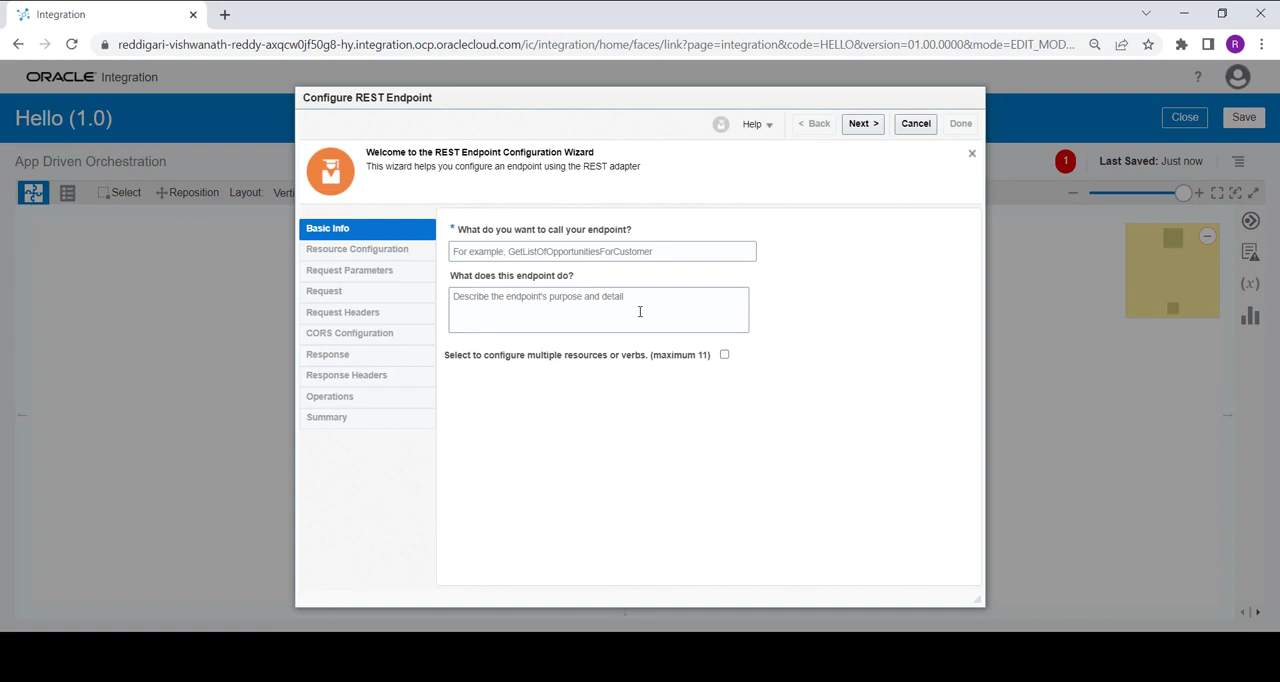 Integration
reddigari-vishwanath-reddy-axqcw0jf50g8-hy.integration.ocp.oraclecloud.com/ic/integration/home/faces/link?page=integration&code=HELLO&version=01.00.0000&mode=EDIT_MOD...
R
ORACLE Integration
?
Hello (1.0)
Close
Save
App Driven Orchestration
1
Last Saved: Just now
Select
Reposition
Layout:
Verti
Configure REST Endpoint
Help
< Back
Next >
Cancel
Done
Welcome to the REST Endpoint Configuration Wizard
This wizard helps you configure an endpoint using the REST adapter
Basic Info
Resource Configuration
Request Parameters
Request
Request Headers
CORS Configuration
Response
Response Headers
Operations
Summary
* What do you want to call your endpoint?
For example, GetListOfOpportunitiesForCustomer
What does this endpoint do?
Describe the endpoint's purpose and detail
Select to configure multiple resources or verbs. (maximum 11)
(x)